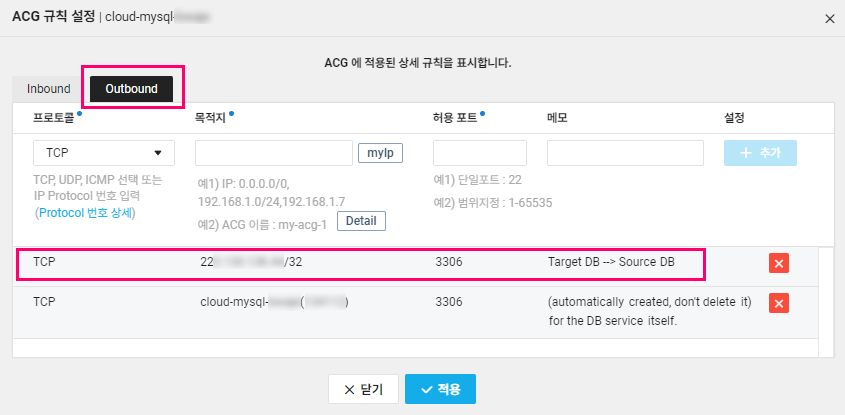 ACG 규칙 설정 | cloud-mysql-
ACG 에 적용된 상세 규칙을 표시합니다.
Inbound Outbound
프로토콜 목적지 허용 포트 메모 설정
TCP myIp + 추가
TCP, UDP, ICMP 선택 또는
IP Protocol 번호 입력
(Protocol 번호 상세)
예1) IP: 0.0.0.0/0,
192.168.1.0/24,192.168.1.7
예2) ACG 이름 : my-acg-1 Detail
예1) 단일포트 : 22
예2) 범위지정 : 1-65535
TCP 22 /32 3306 Target DB --> Source DB
TCP cloud-mysql- ( ) 3306 (automatically created, don't delete it)
for the DB service itself.
닫기 적용